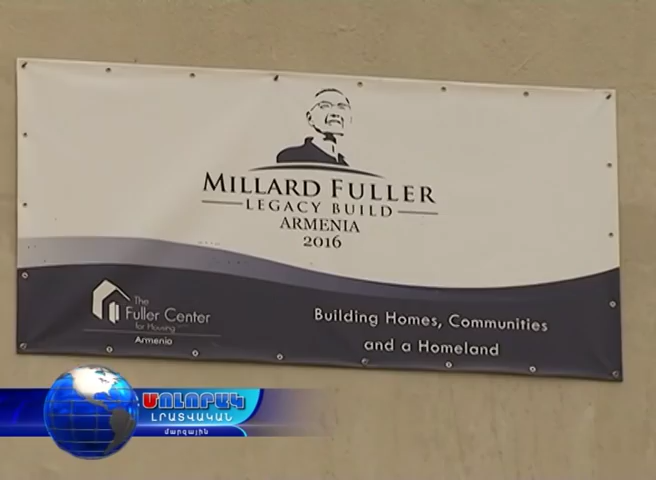 MILLARD FULLER
LEGACY BUILD
ARMENIA
2016
The
Fuller Center
for Housing
Armenia
Building Homes, Communities
and a Homeland
ՄՈԼՈՐԱԿ
ԼՐԱՏՎԱԿԱՆ
մարզային